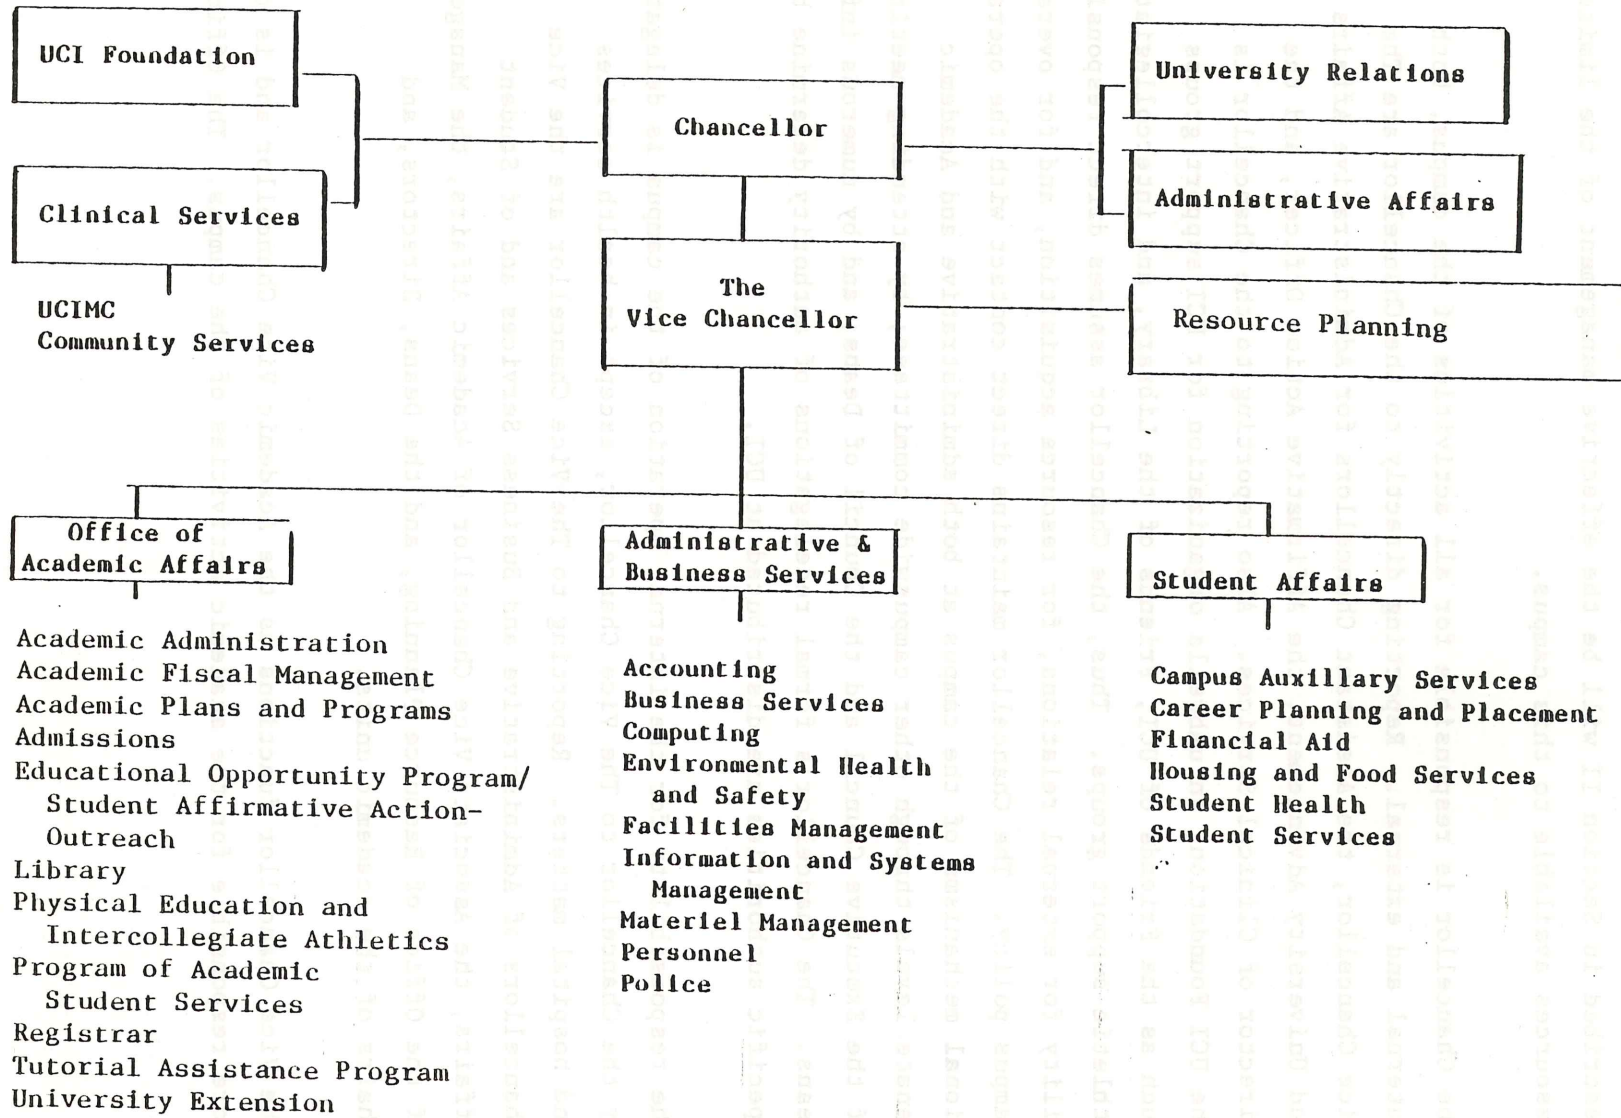 UCI Foundation
Clinical Services
UCIMC
Community Services
Chancellor
The
Vice Chancellor
University Relations
Administrative Affairs
Resource Planning
Office of
Academic Affairs
Academic Administration
Academic Fiscal Management
Academic Plans and Programs
Admissions
Educational Opportunity Program/
Student Affirmative Action-
Outreach
Library
Physical Education and
Intercollegiate Athletics
Program of Academic
Student Services
Registrar
Tutorial Assistance Program
University Extension
Administrative &
Business Services
Accounting
Business Services
Computing
Environmental Health
and Safety
Facilities Management
Information and Systems
Management
Materiel Management
Personnel
Police
Student Affairs
Campus Auxillary Services
Career Planning and Placement
Financial Aid
Housing and Food Services
Student Health
Student Services